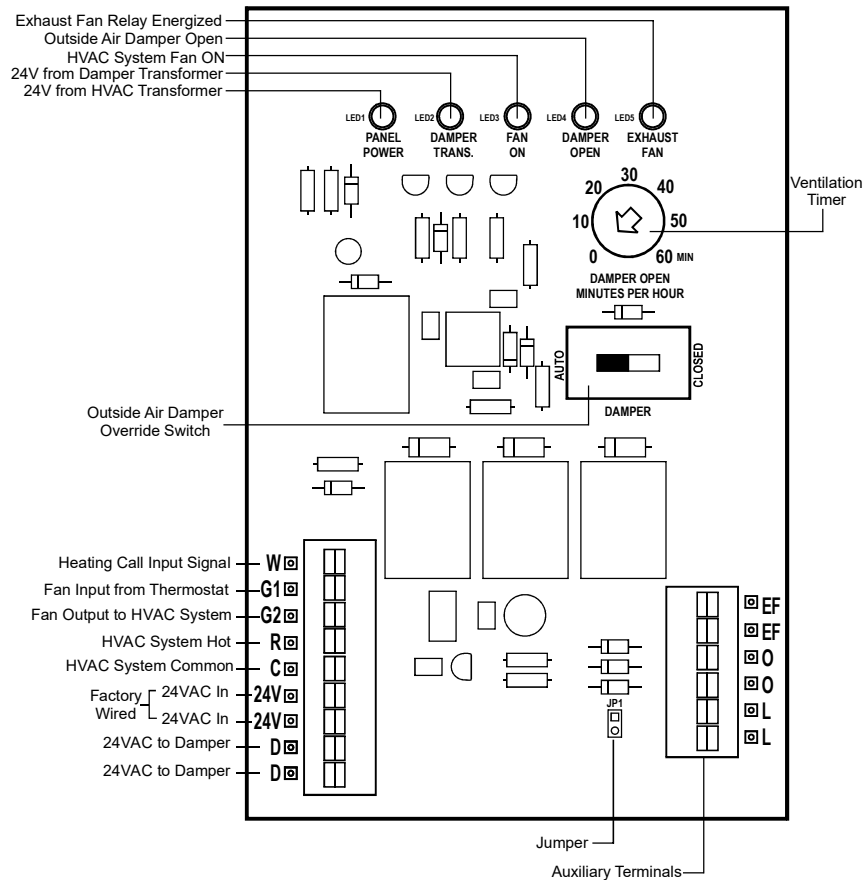 Exhaust Fan Relay Energized
Outside Air Damper Open
HVAC System Fan ON
24V from Damper Transformer
24V from HVAC Transformer
LED1
LED2
LED3
LED4
LED5
PANEL
POWER
DAMPER
TRANS.
FAN
ON
DAMPER
OPEN
EXHAUST
FAN
0
10
20
30
40
50
60 MIN
DAMPER OPEN
MINUTES PER HOUR
Ventilation
Timer
AUTO
CLOSED
DAMPER
Outside Air Damper
Override Switch
Heating Call Input Signal W
Fan Input from Thermostat G1
Fan Output to HVAC System G2
HVAC System Hot R
HVAC System Common C
Factory
Wired
24VAC In 24V
24VAC In 24V
24VAC to Damper D
24VAC to Damper D
EF
EF
O
O
L
L
JP1
Jumper
Auxiliary Terminals